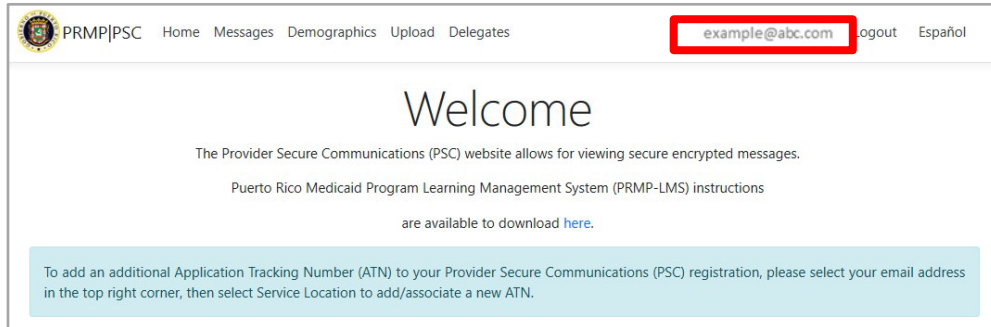 PRMP|PSC Home Messages Demographics Upload Delegates example@abc.com Logout Español
Welcome
The Provider Secure Communications (PSC) website allows for viewing secure encrypted messages.
Puerto Rico Medicaid Program Learning Management System (PRMP-LMS) instructions
are available to download here.
To add an additional Application Tracking Number (ATN) to your Provider Secure Communications (PSC) registration, please select your email address
in the top right corner, then select Service Location to add/associate a new ATN.